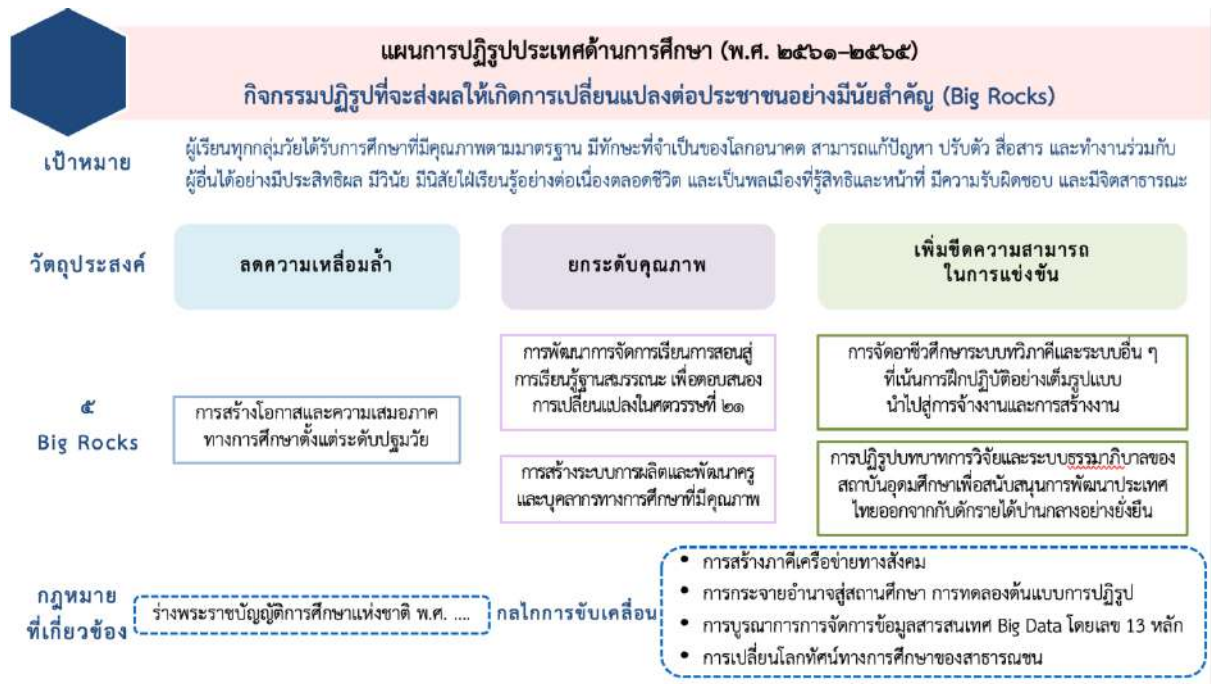 แผนการปฏิรูปประเทศด้านการศึกษา (พ.ศ. ๒๕๖๑–๒๕๖๕)
กิจกรรมปฏิรูปที่จะส่งผลให้เกิดการเปลี่ยนแปลงต่อประชาชนอย่างมีนัยสำคัญ (Big Rocks)
เป้าหมาย
ผู้เรียนทุกกลุ่มวัยได้รับการศึกษาที่มีคุณภาพตามมาตรฐาน มีทักษะที่จำเป็นของโลกอนาคต สามารถแก้ปัญหา ปรับตัว สื่อสาร และทำงานร่วมกับ
ผู้อื่นได้อย่างมีประสิทธิผล มีวินัย มีนิสัยใฝ่เรียนรู้อย่างต่อเนื่องตลอดชีวิต และเป็นพลเมืองที่รู้สิทธิและหน้าที่ มีความรับผิดชอบ และมีจิตสาธารณะ
วัตถุประสงค์
ลดความเหลื่อมล้ำ
ยกระดับคุณภาพ
เพิ่มขีดความสามารถ
ในการแข่งขัน
๕
Big Rocks
การสร้างโอกาสและความเสมอภาค
ทางการศึกษาตั้งแต่ระดับปฐมวัย
การพัฒนาการจัดการเรียนการสอนสู่
การเรียนรู้ฐานสมรรถนะ เพื่อตอบสนอง
การเปลี่ยนแปลงในศตวรรษที่ ๒๑
การสร้างระบบการผลิตและพัฒนาครู
และบุคลากรทางการศึกษาที่มีคุณภาพ
การจัดอาชีวศึกษาระบบทวิภาคีและระบบอื่น ๆ
ที่เน้นการฝึกปฏิบัติอย่างเต็มรูปแบบ
นำไปสู่การจ้างงานและการสร้างงาน
การปฏิรูปบทบาทการวิจัยและระบบธรรมาภิบาลของ
สถาบันอุดมศึกษาเพื่อสนับสนุนการพัฒนาประเทศ
ไทยออกจากกับดักรายได้ปานกลางอย่างยั่งยืน
กฎหมาย
ที่เกี่ยวข้อง
ร่างพระราชบัญญัติการศึกษาแห่งชาติ พ.ศ. ....
กลไกการขับเคลื่อน
• การสร้างภาคีเครือข่ายทางสังคม
• การกระจายอำนาจสู่สถานศึกษา การทดลองต้นแบบการปฏิรูป
• การบูรณาการการจัดการข้อมูลสารสนเทศ Big Data โดยเลข 13 หลัก
• การเปลี่ยนโลกทัศน์ทางการศึกษาของสาธารณชน